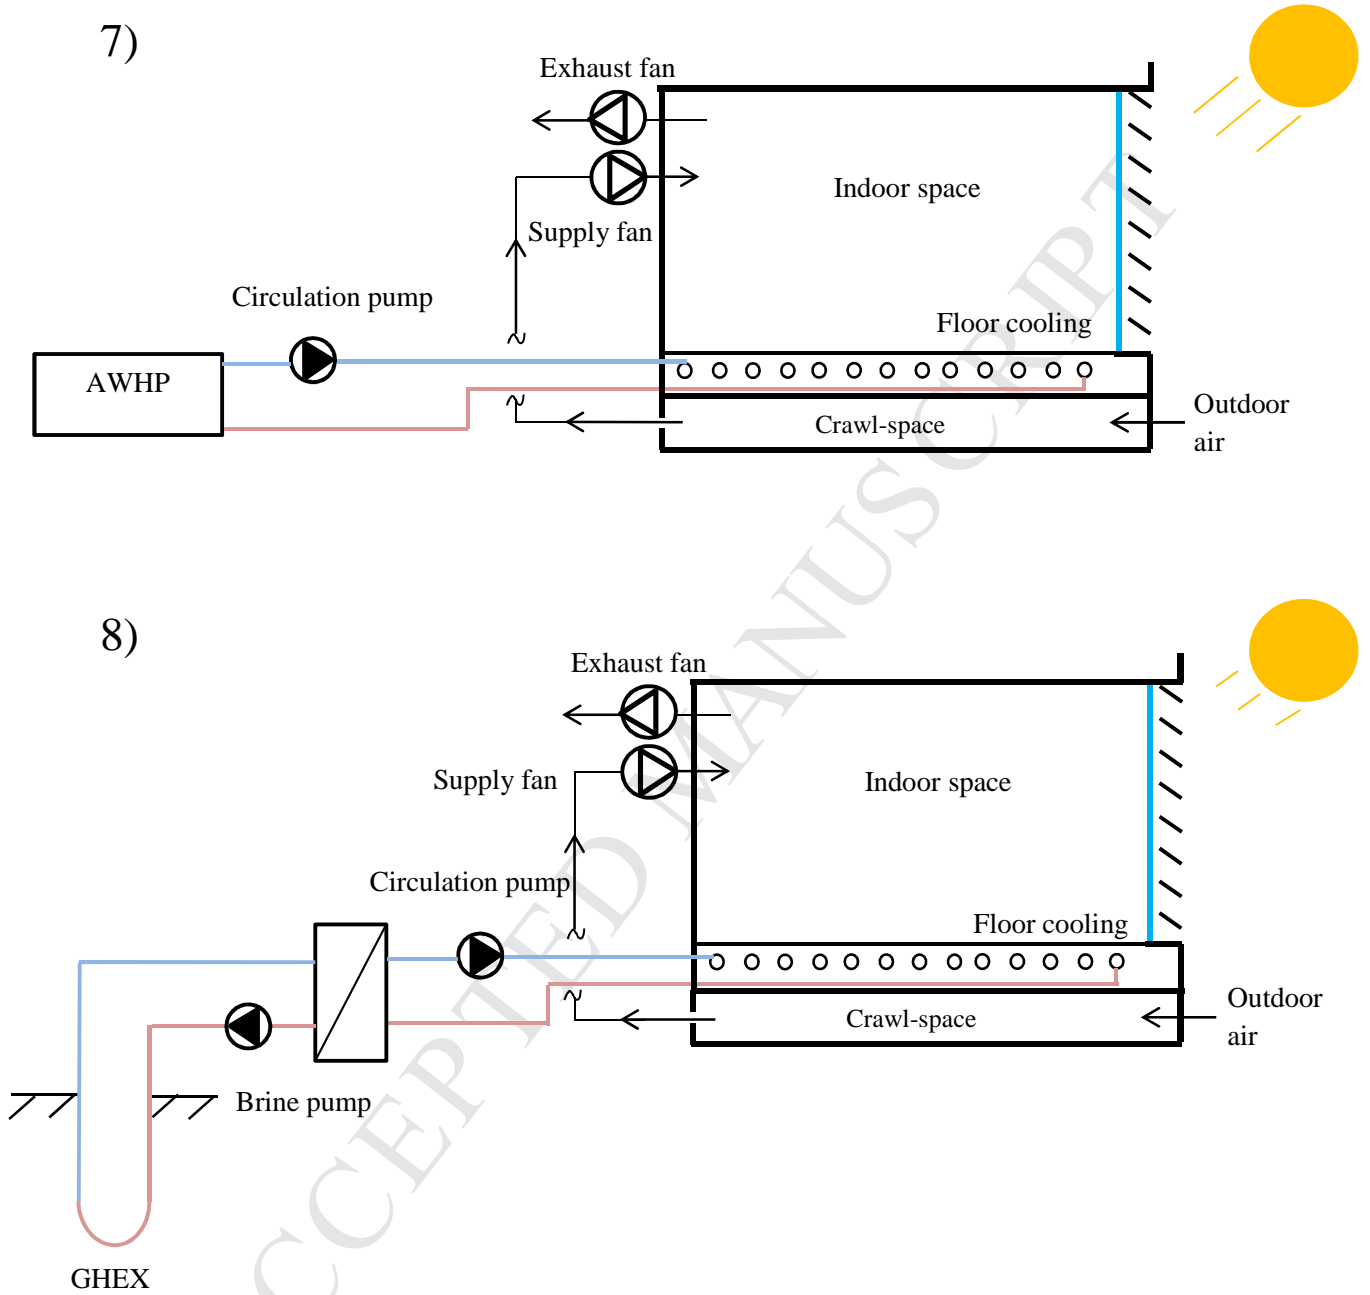 7)
Exhaust fan
Indoor space
Supply fan
Circulation pump
Floor cooling
AWHP
Outdoor
air
Crawl-space
8)
Exhaust fan
Supply fan
Indoor space
Circulation pump
Floor cooling
Outdoor
air
Crawl-space
Brine pump
GHEX
CCEPTED MANUSCRIPT